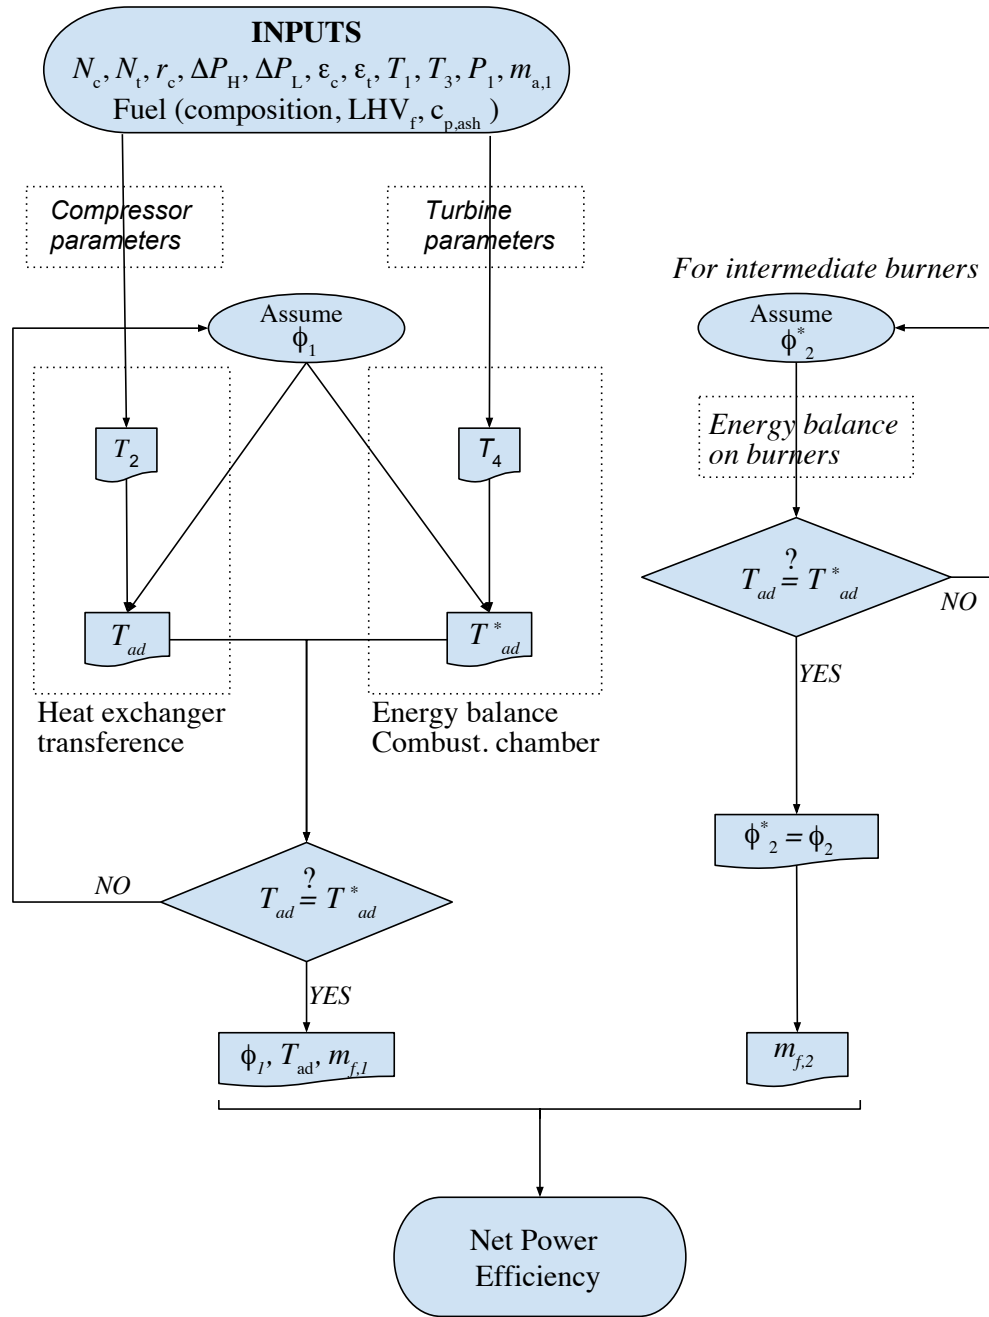 INPUTS
N_c, N_t, r_c, ΔP_H, ΔP_L, ε_c, ε_t, T_1, T_3, P_1, m_a,1
Fuel (composition, LHV_f, c_p,ash )
Compressor
parameters
Turbine
parameters
For intermediate burners
Assume
ϕ_1
Assume
ϕ*_2
T_2
T_4
Energy balance
on burners
?
T_ad = T*_ad
NO
T_ad
T*_ad
YES
Heat exchanger
transference
Energy balance
Combust. chamber
ϕ*_2 = ϕ_2
NO
?
T_ad = T*_ad
YES
ϕ_1, T_ad, m_f,1
m_f,2
Net Power
Efficiency